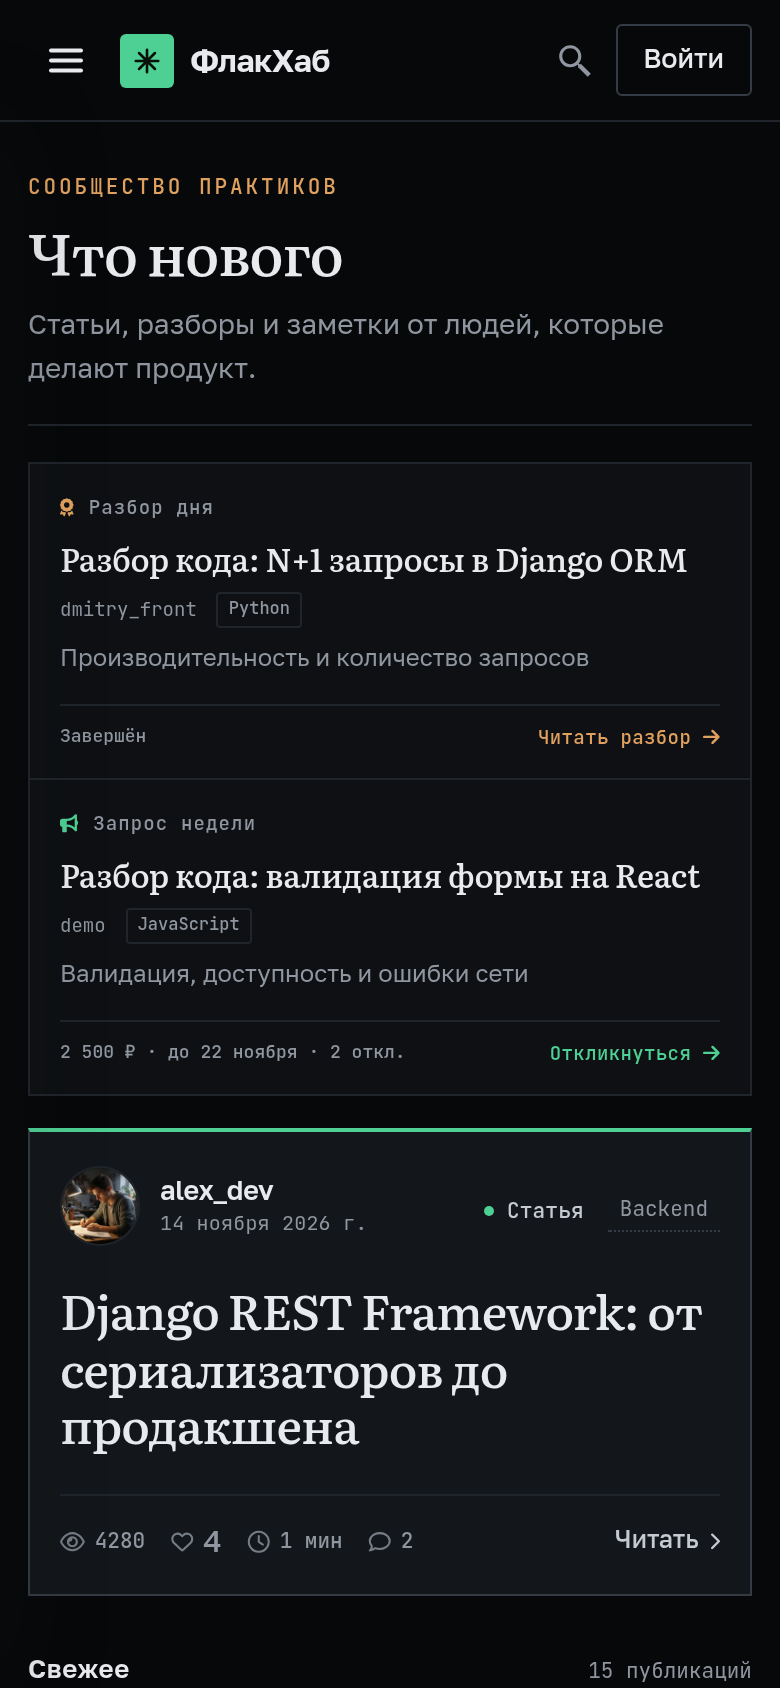 ФлакХаб
Войти
СООБЩЕСТВО ПРАКТИКОВ
Что нового
Статьи, разборы и заметки от людей, которые
делают продукт.
Разбор дня
Разбор кода: N+1 запросы в Django ORM
dmitry_front Python
Производительность и количество запросов
Завершён Читать разбор →
Запрос недели
Разбор кода: валидация формы на React
demo JavaScript
Валидация, доступность и ошибки сети
2 500 ₽ · до 22 ноября · 2 откл. Откликнуться →
alex_dev
14 ноября 2026 г.
Статья Backend
Django REST Framework: от
сериализаторов до
продакшена
4280 4 1 мин 2 Читать
Свежее 15 публикаций